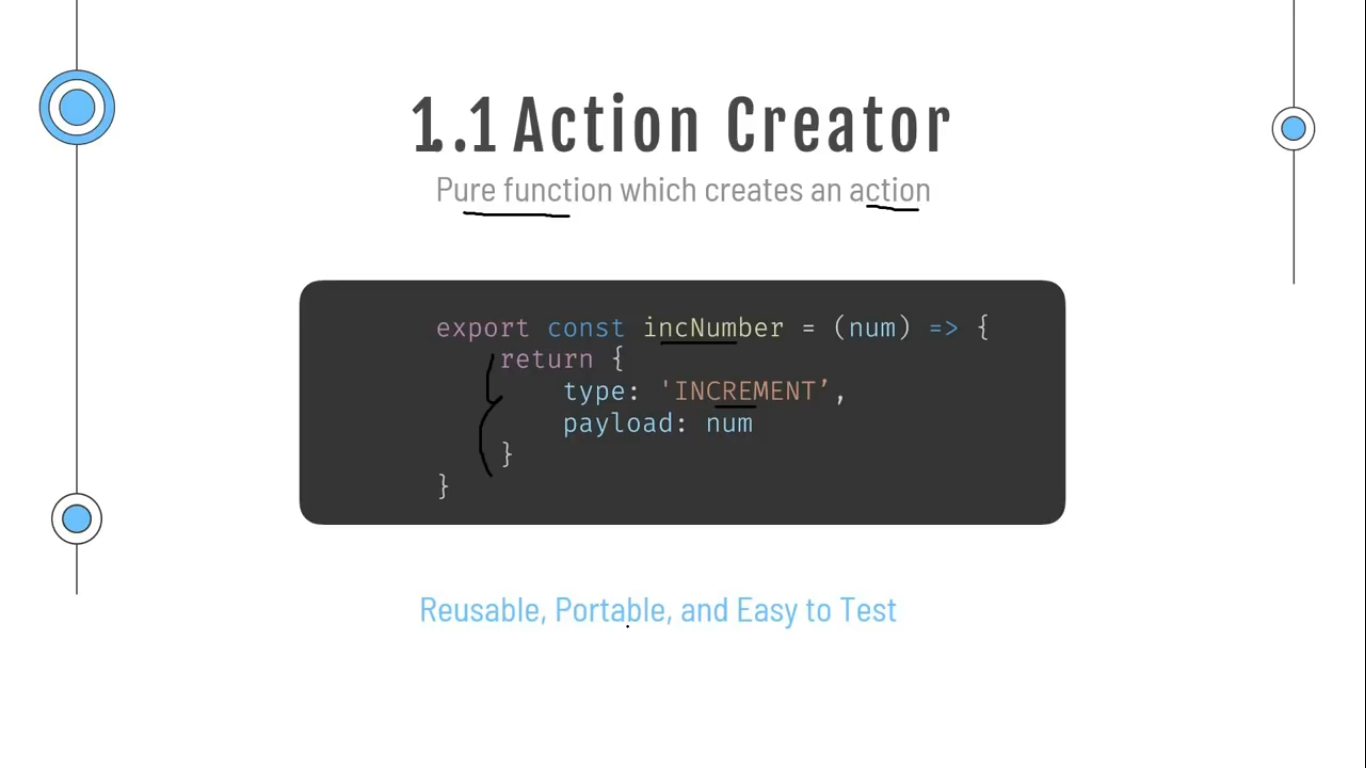 1.1 Action Creator
Pure function which creates an action
export const incNumber = (num) => {
    return {
        type: 'INCREMENT’,
        payload: num
    }
}
Reusable, Portable, and Easy to Test